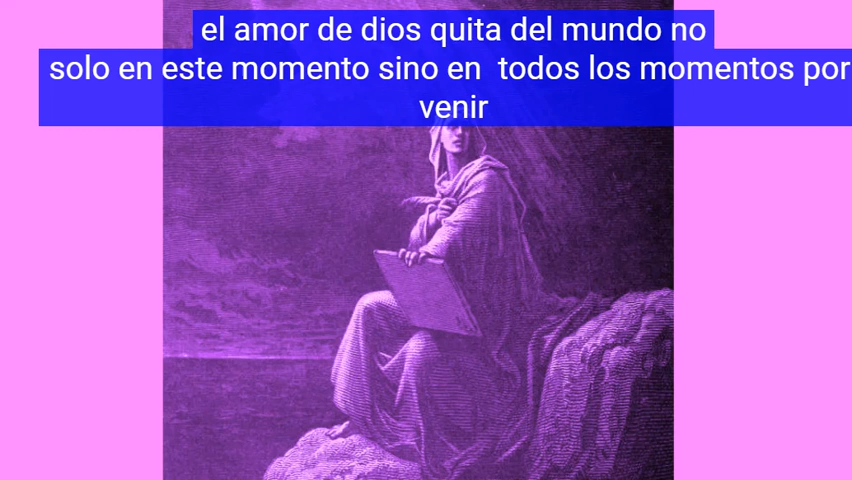 el amor de dios quita del mundo no
solo en este momento sino en  todos los momentos por
venir